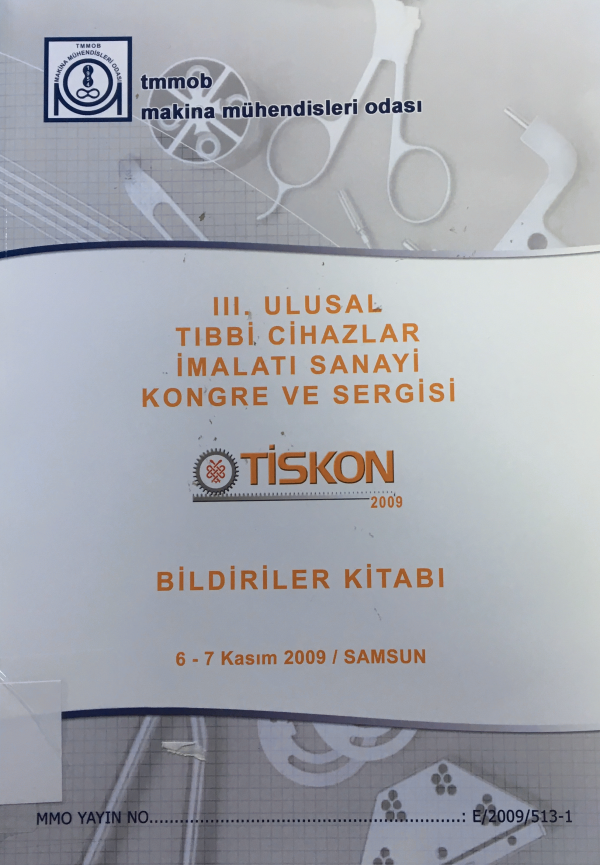 TMMOB
MAKİNA MÜHENDİSLERİ ODASI
tmmob
makina mühendisleri odası
III. ULUSAL
TIBBİ CİHAZLAR
İMALATI SANAYİ
KONGRE VE SERGİSİ
TİSKON
2009
BİLDİRİLER KİTABI
6 - 7 Kasım 2009 / SAMSUN
MMO YAYIN NO......................................................: E/2009/513-1